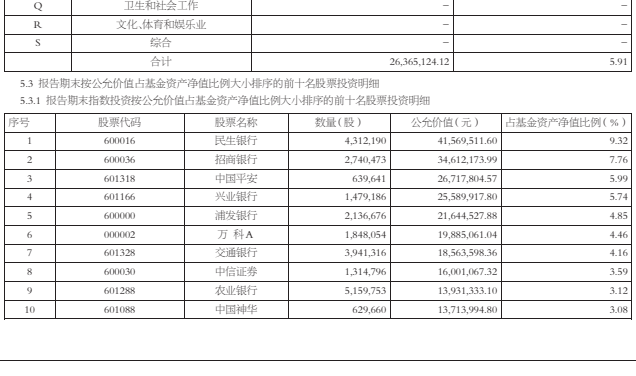 Q 卫生和社会工作 – –
R 文化、体育和娱乐业 – –
S 综合 – –
合计 26,365,124.12 5.91
5.3 报告期末按公允价值占基金资产净值比例大小排序的前十名股票投资明细
5.3.1 报告期末指数投资按公允价值占基金资产净值比例大小排序的前十名股票投资明细
序号 股票代码 股票名称 数量(股) 公允价值(元) 占基金资产净值比例(%)
1 600016 民生银行 4,312,190 41,569,511.60 9.32
2 600036 招商银行 2,740,473 34,612,173.99 7.76
3 601318 中国平安 639,641 26,717,804.57 5.99
4 601166 兴业银行 1,479,186 25,589,917.80 5.74
5 600000 浦发银行 2,136,676 21,644,527.88 4.85
6 000002 万 科A 1,848,054 19,885,061.04 4.46
7 601328 交通银行 3,941,316 18,563,598.36 4.16
8 600030 中信证券 1,314,796 16,001,067.32 3.59
9 601288 农业银行 5,159,753 13,931,333.10 3.12
10 601088 中国神华 629,660 13,713,994.80 3.08